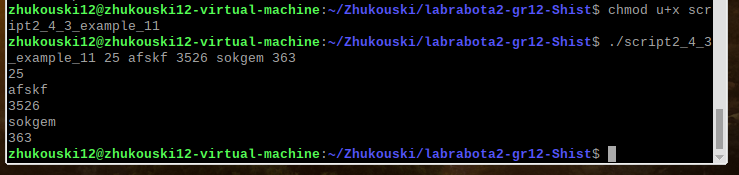 zhukouski12@zhukouski12-virtual-machine:~/Zhukouski/labrabota2-gr12-Shist$ chmod u+x scr
ipt2_4_3_example_11
zhukouski12@zhukouski12-virtual-machine:~/Zhukouski/labrabota2-gr12-Shist$ ./script2_4_3
_example_11 25 afskf 3526 sokgem 363
25
afskf
3526
sokgem
363
zhukouski12@zhukouski12-virtual-machine:~/Zhukouski/labrabota2-gr12-Shist$